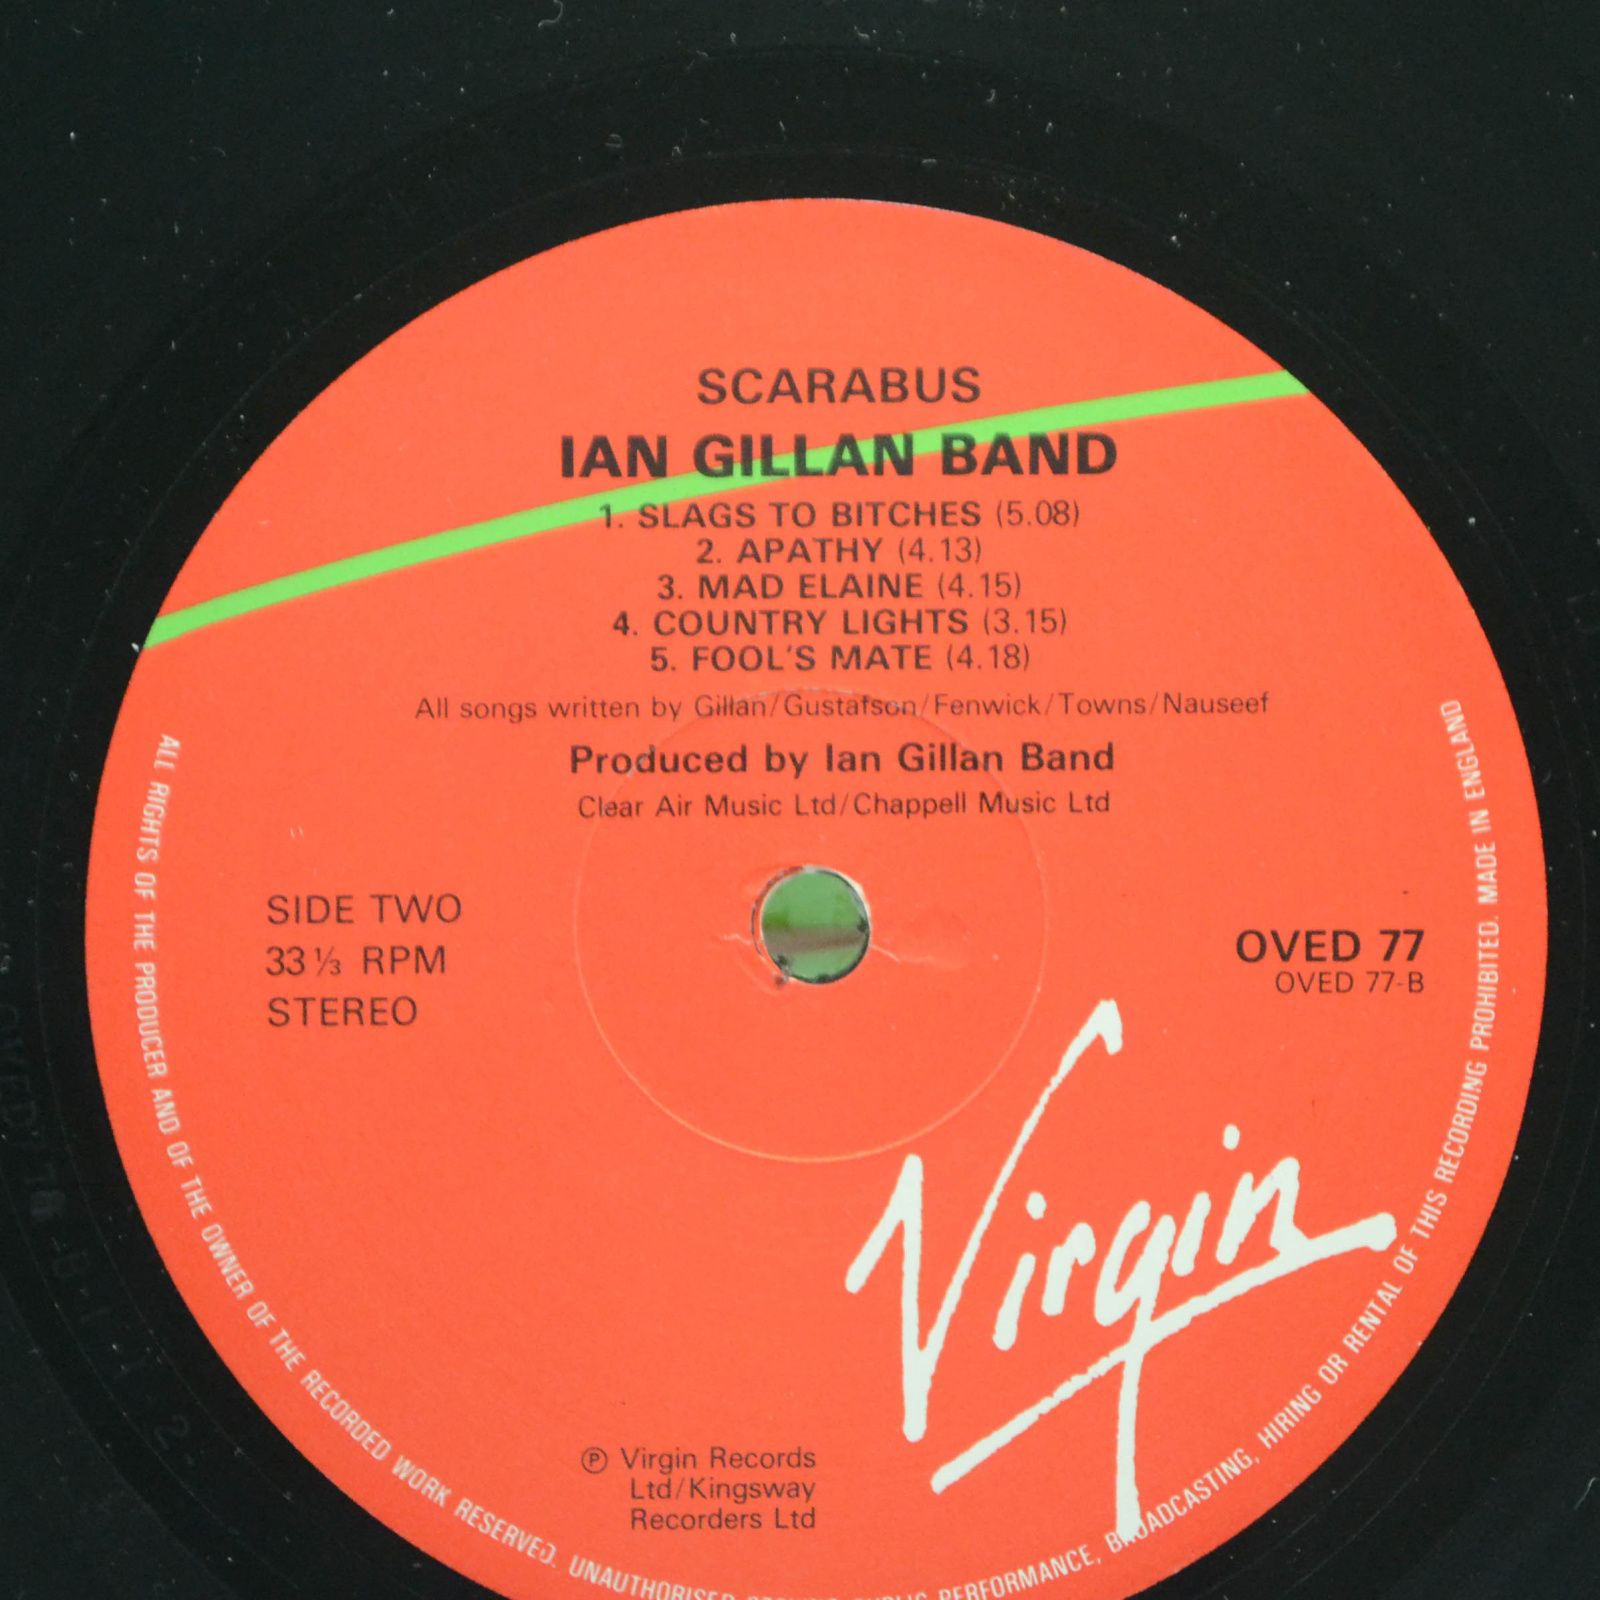 SCARABUS
IAN GILLAN BAND
1. SLAGS TO BITCHES (5.08)
2. APATHY (4.13)
3. MAD ELAINE (4.15)
4. COUNTRY LIGHTS (3.15)
5. FOOL'S MATE (4.18)
All songs written by Gillan/Gustafson/Fenwick/Towns/Nauseef
Produced by Ian Gillan Band
Clear Air Music Ltd/Chappell Music Ltd
SIDE TWO
33 ⅓ RPM
STEREO
OVED 77
OVED 77-B
Virgin
Ⓟ Virgin Records
Ltd/Kingsway
Recorders Ltd
ALL RIGHTS OF THE PRODUCER AND OF THE OWNER OF THE RECORDED WORK RESERVED. UNAUTHORISED PUBLIC PERFORMANCE, BROADCASTING, HIRING OR RENTAL OF THIS RECORDING PROHIBITED. MADE IN ENGLAND